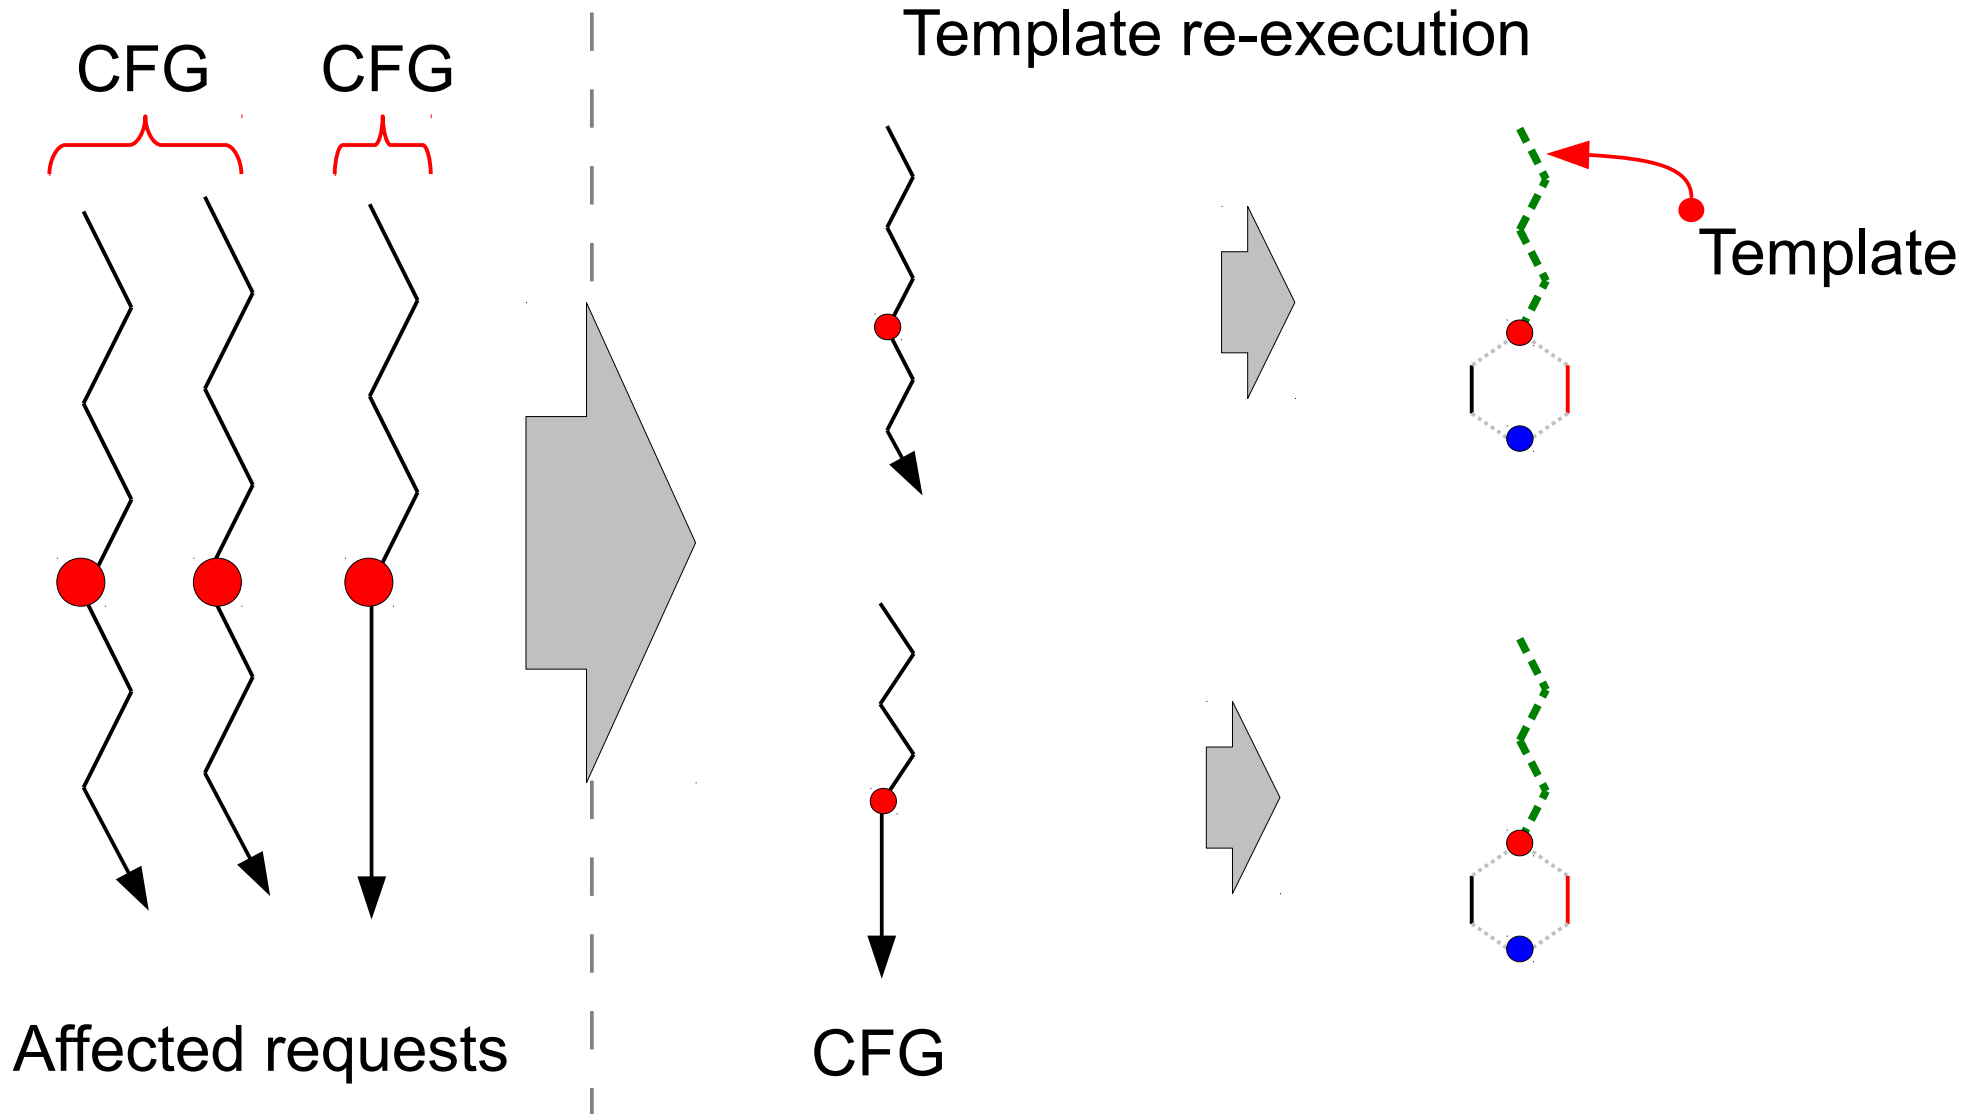 Template re-execution
CFG CFG
Template
Affected requests
CFG